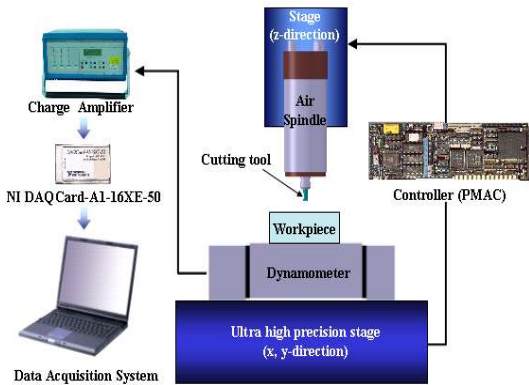 Stage
(z-direction)
Air
Spindle
Charge Amplifier
Cutting tool
NI DAQCard-A1-16XE-50
Controller (PMAC)
Workpiece
Dynamometer
Ultra high precision stage
(x, y-direction)
Data Acquisition System